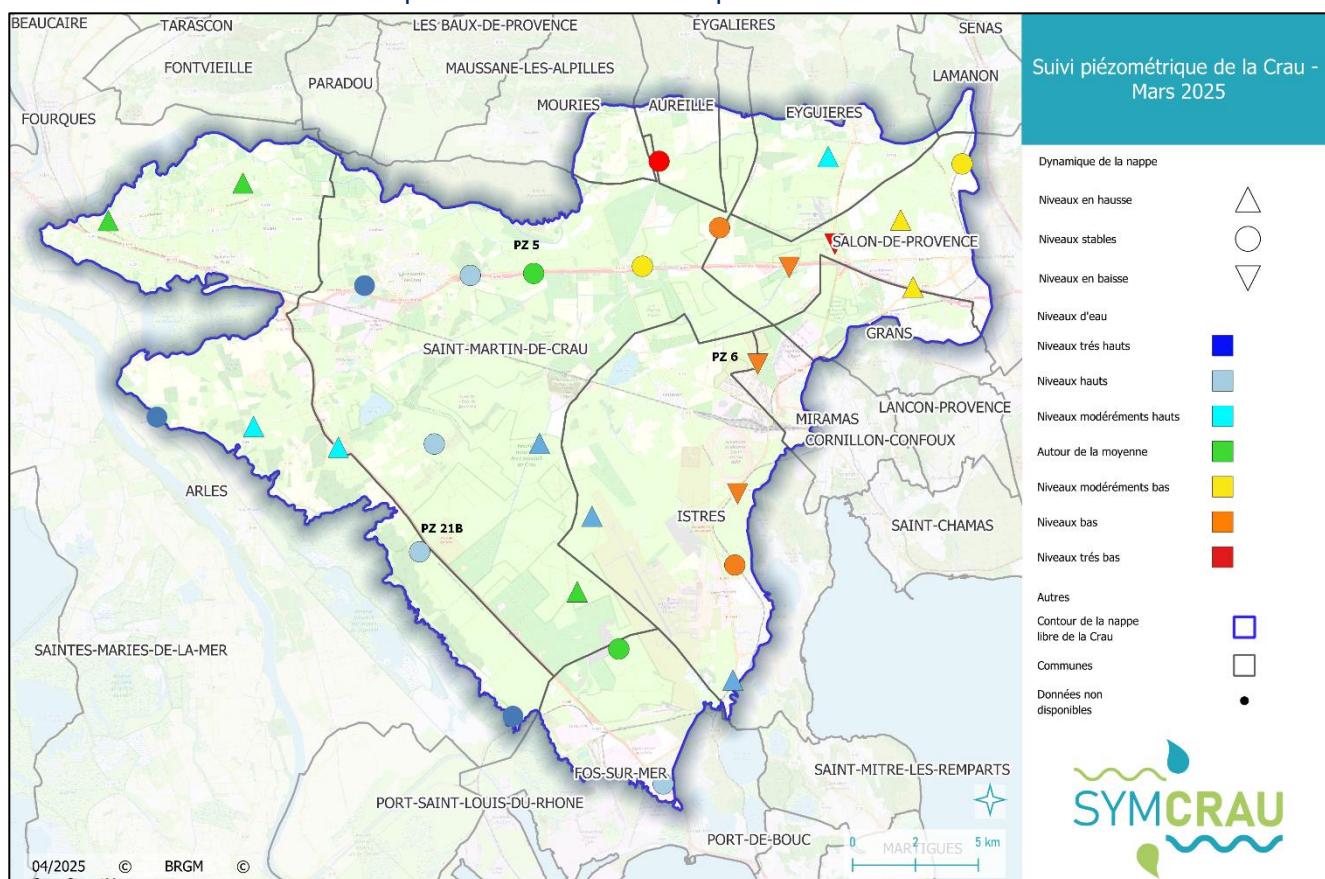 BEAUCAIRE
TARASCON
LES BAUX-DE-PROVENCE
EYGALIERES
SENAS
FONTVIEILLE
PARADOU
MAUSSANE-LES-ALPILLES
LAMANON
MOURIES
AUREILLE
EYGUIERES
FOURQUES
SALON-DE-PROVENCE
PZ 5
GRANS
SAINT-MARTIN-DE-CRAU
PZ 6
LANCON-PROVENCE
MIRAMAS
CORNILLON-CONFOUX
ARLES
ISTRES
SAINT-CHAMAS
PZ 21B
SAINTES-MARIES-DE-LA-MER
FOS-SUR-MER
SAINT-MITRE-LES-REMPARTS
PORT-SAINT-LOUIS-DU-RHONE
PORT-DE-BOUC
MARTIGUES
0 2 5 km
04/2025 © BRGM ©
Suivi piézométrique de la Crau -
Mars 2025
Dynamique de la nappe
Niveaux en hausse
Niveaux stables
Niveaux en baisse
Niveaux d'eau
Niveaux trés hauts
Niveaux hauts
Niveaux modéréments hauts
Autour de la moyenne
Niveaux modéréments bas
Niveaux bas
Niveaux trés bas
Autres
Contour de la nappe
libre de la Crau
Communes
Données non
disponibles
SYMCRAU